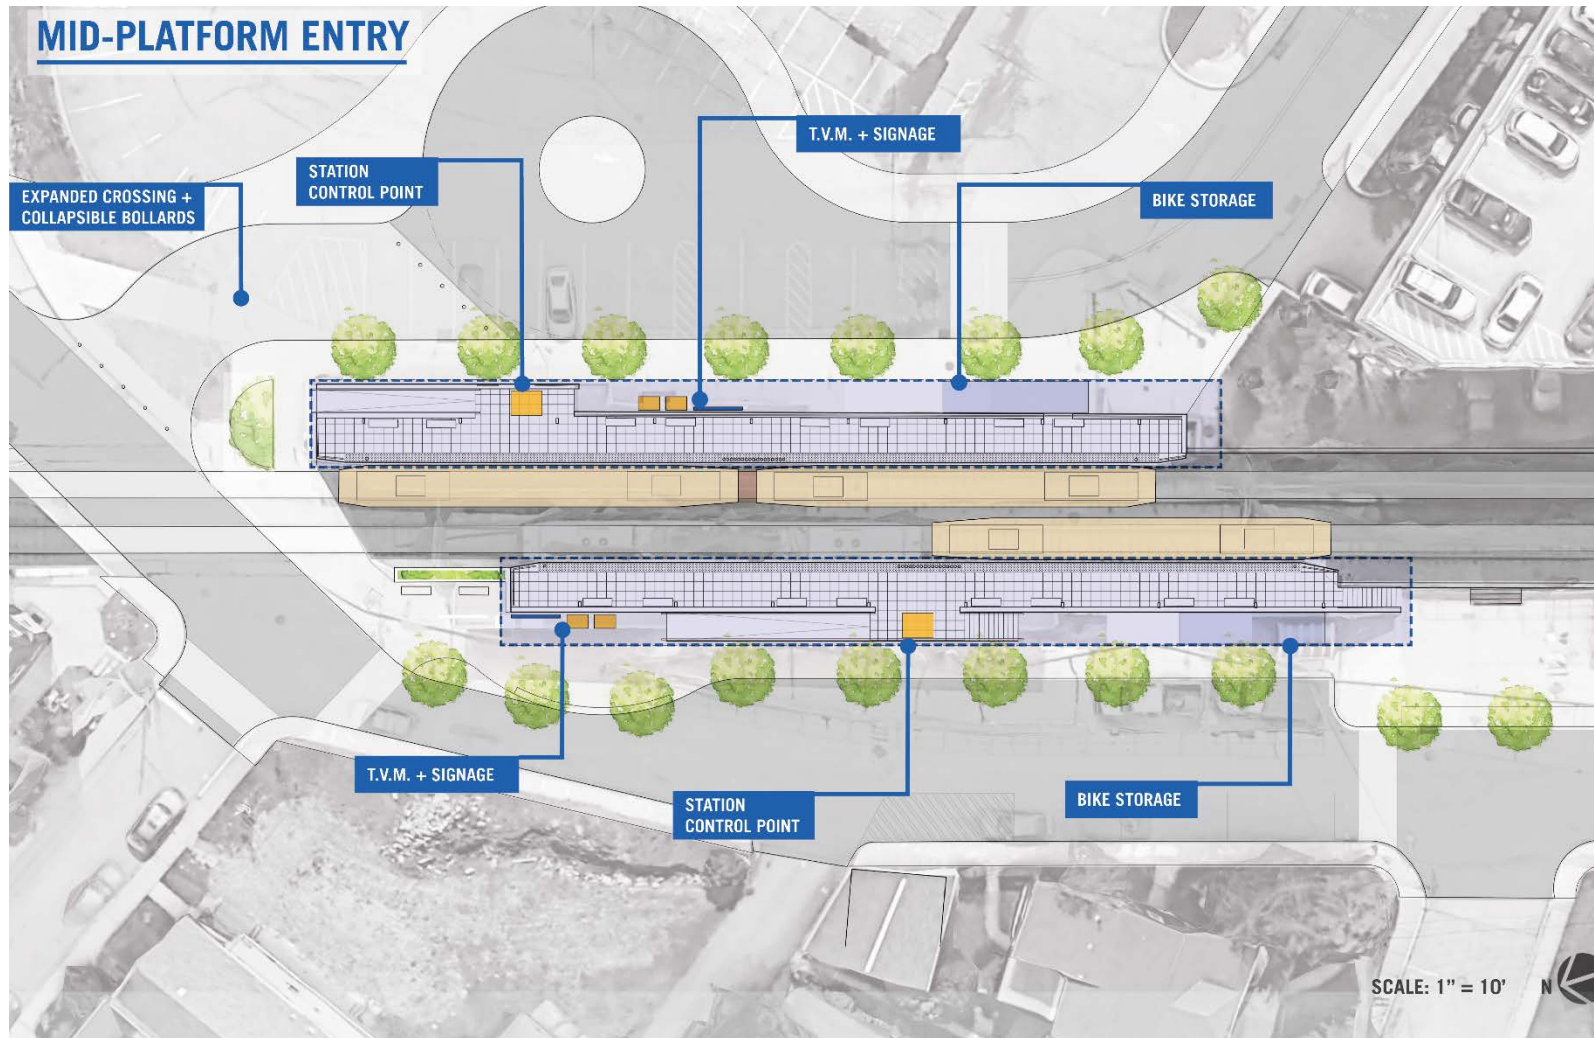 MID-PLATFORM ENTRY
T.V.M. + SIGNAGE
STATION
CONTROL POINT
EXPANDED CROSSING +
COLLAPSIBLE BOLLARDS
BIKE STORAGE
T.V.M. + SIGNAGE
STATION
CONTROL POINT
BIKE STORAGE
SCALE: 1” = 10’
N